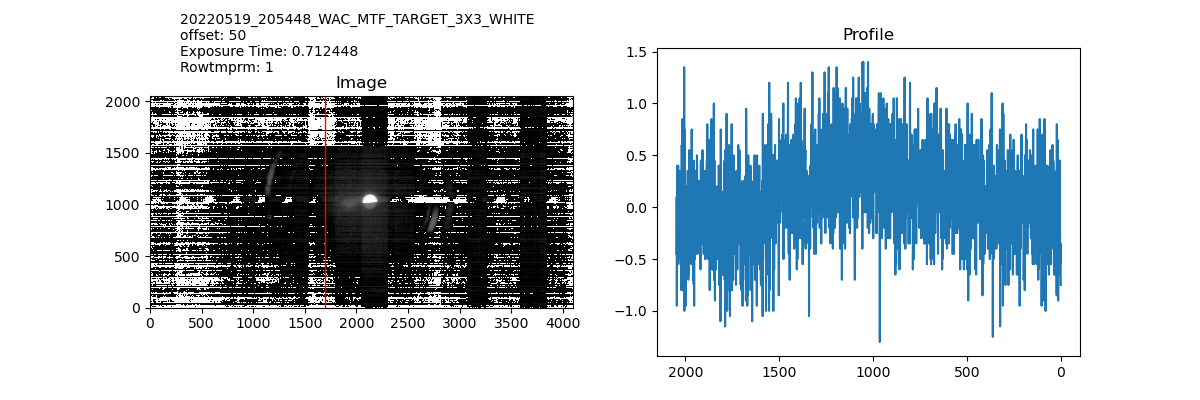 20220519_205448_WAC_MTF_TARGET_3X3_WHITE
offset: 50
Exposure Time: 0.712448
Rowtmprm: 1
Image
2000
1500
1000
500
0
0 500 1000 1500 2000 2500 3000 3500 4000
Profile
1.5
1.0
0.5
0.0
−0.5
−1.0
2000 1500 1000 500 0